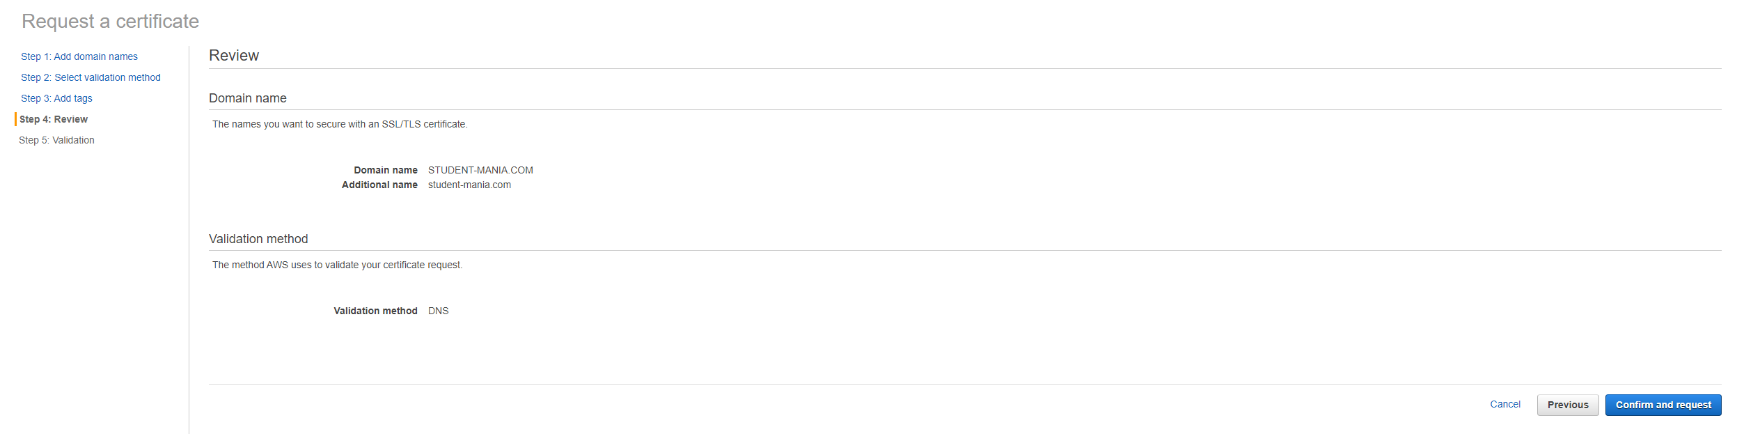 Request a certificate
Step 1: Add domain names
Step 2: Select validation method
Step 3: Add tags
Step 4: Review
Step 5: Validation
Review
Domain name
The names you want to secure with an SSL/TLS certificate.
Domain name STUDENT-MANIA.COM
Additional name student-mania.com
Validation method
The method AWS uses to validate your certificate request.
Validation method DNS
Cancel Previous Confirm and request